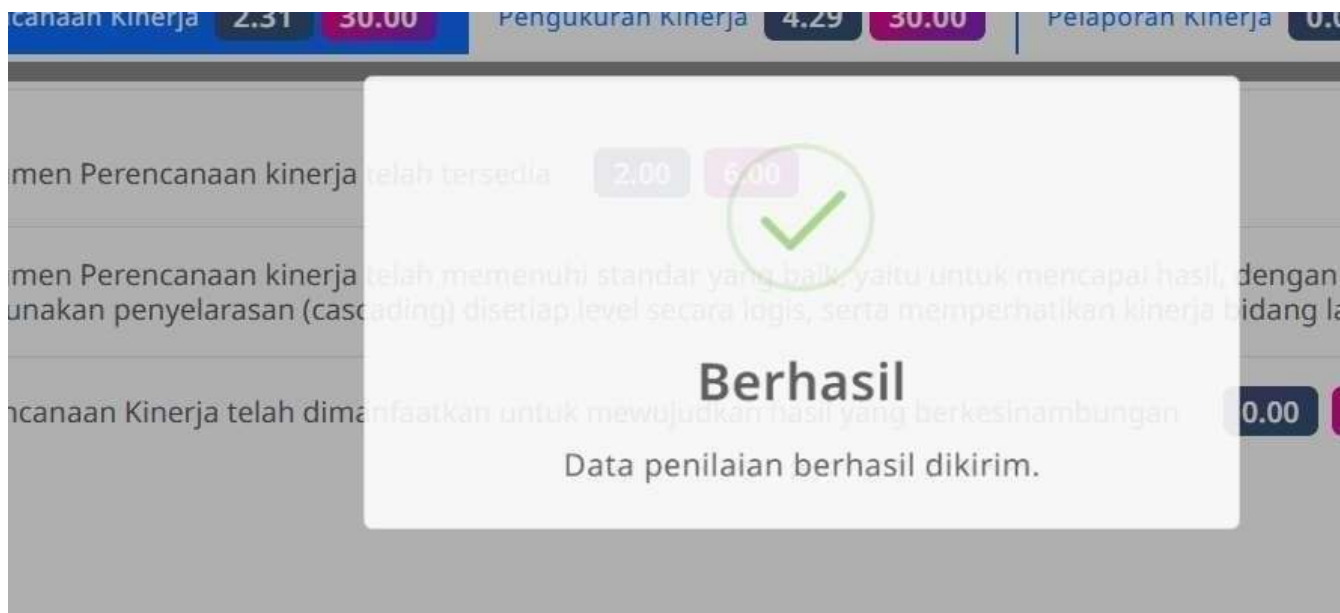 canaan Kinerja 2.31 30.00 Pengukuran Kinerja 4.29 30.00 Pelaporan Kinerja 0.0
men Perencanaan kinerja telah tersedia 2.00 6.00
men Perencanaan kinerja telah memenuhi standar yang baik, yaitu untuk mencapai hasil, dengan
unakan penyelarasan (cascading) disetiap level secara logis, serta memperhatikan kinerja bidang la
Berhasil
ncanaan Kinerja telah dimanfaatkan untuk mewujudkan hasil yang berkesinambungan 0.00
Data penilaian berhasil dikirim.